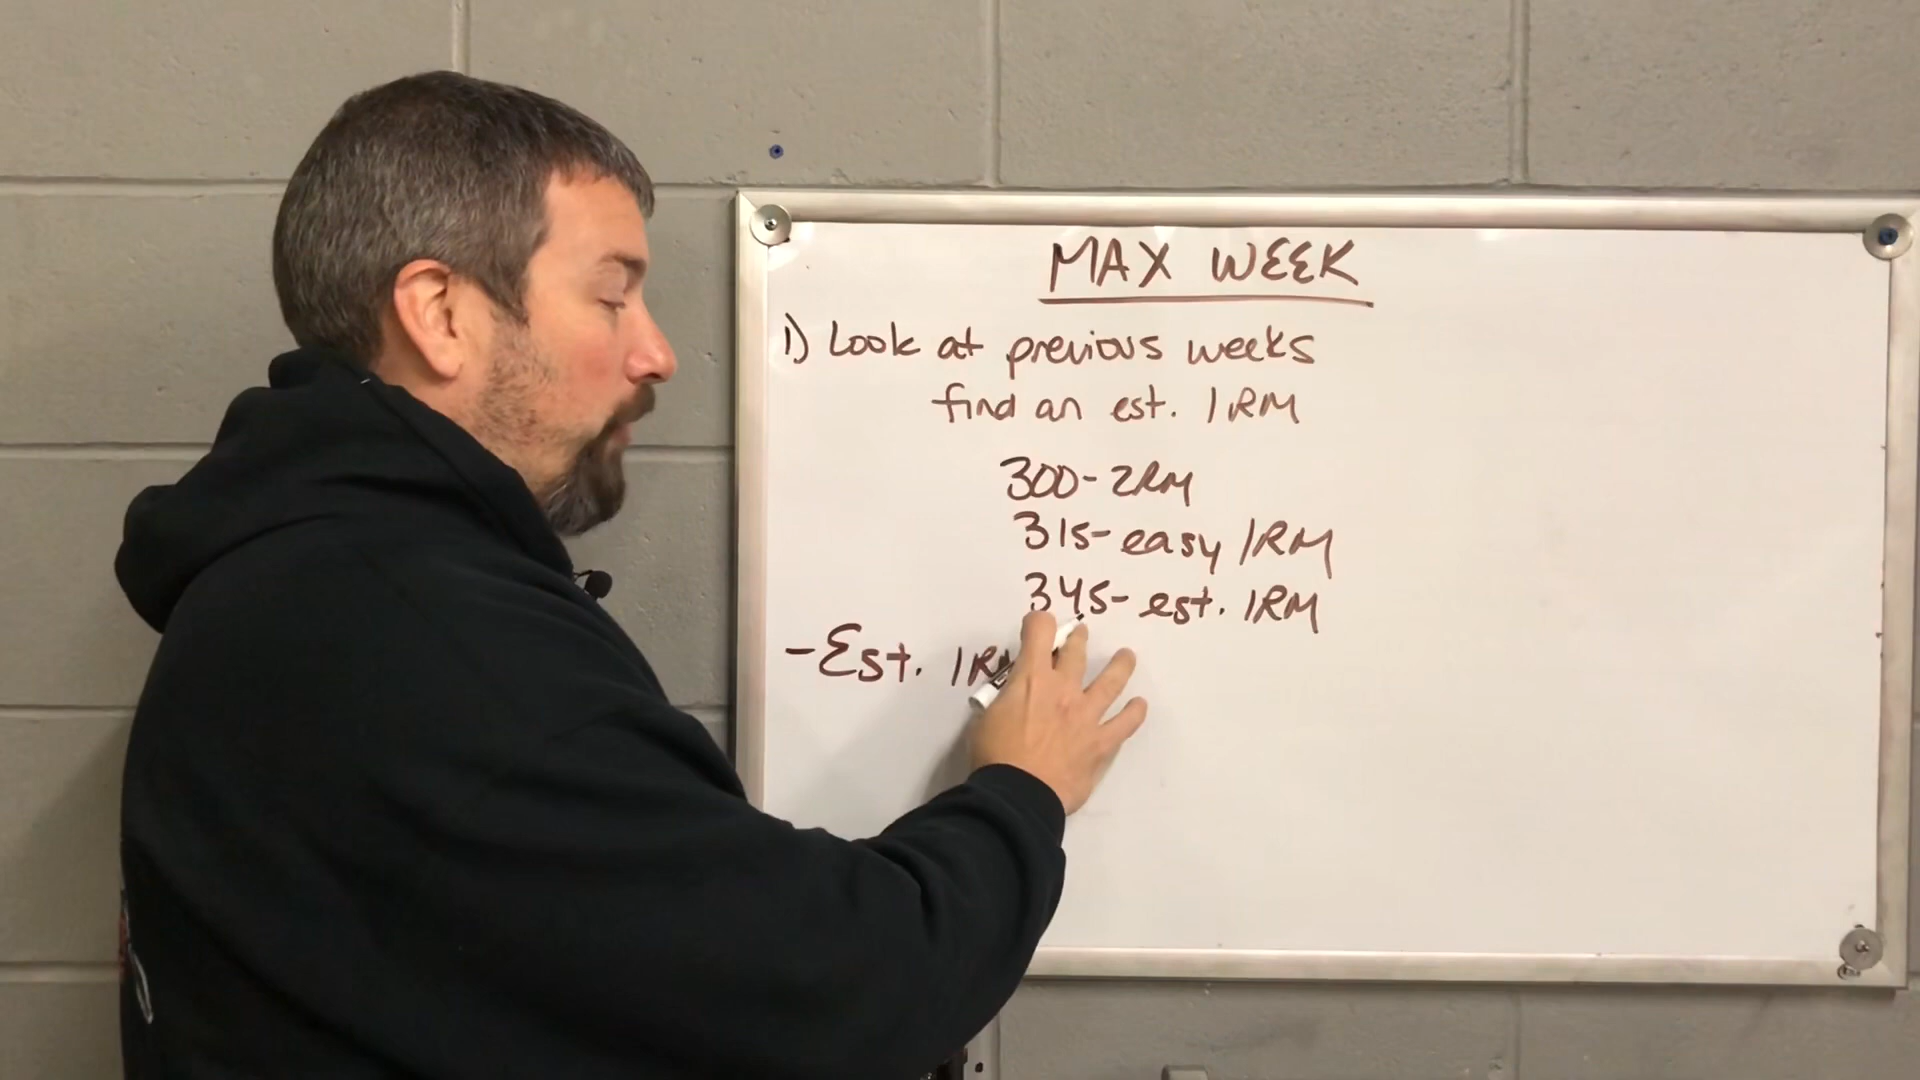 MAX WEEK
1) Look at previous weeks
find an est. 1RM
300-2RM
315-easy 1RM
345-est. 1RM
-Est. 1RM